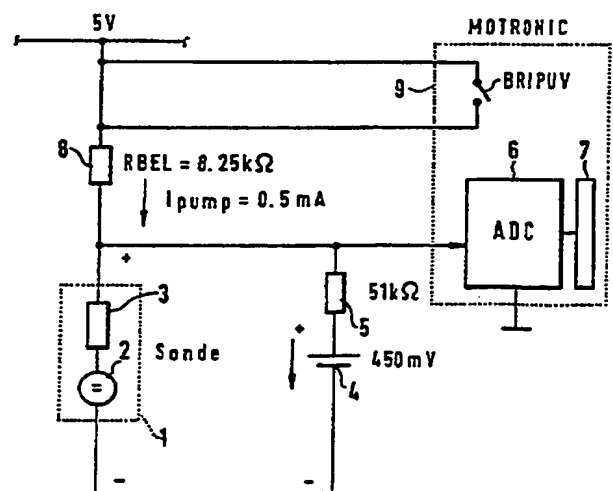 5V
MOTRONIC
9
BRIPUV
8
RBEL = 8.25kΩ
I pump = 0.5mA
6
7
ADC
+
3
51kΩ
5
2
Sonde
+
450mV
=
4
1
-
-